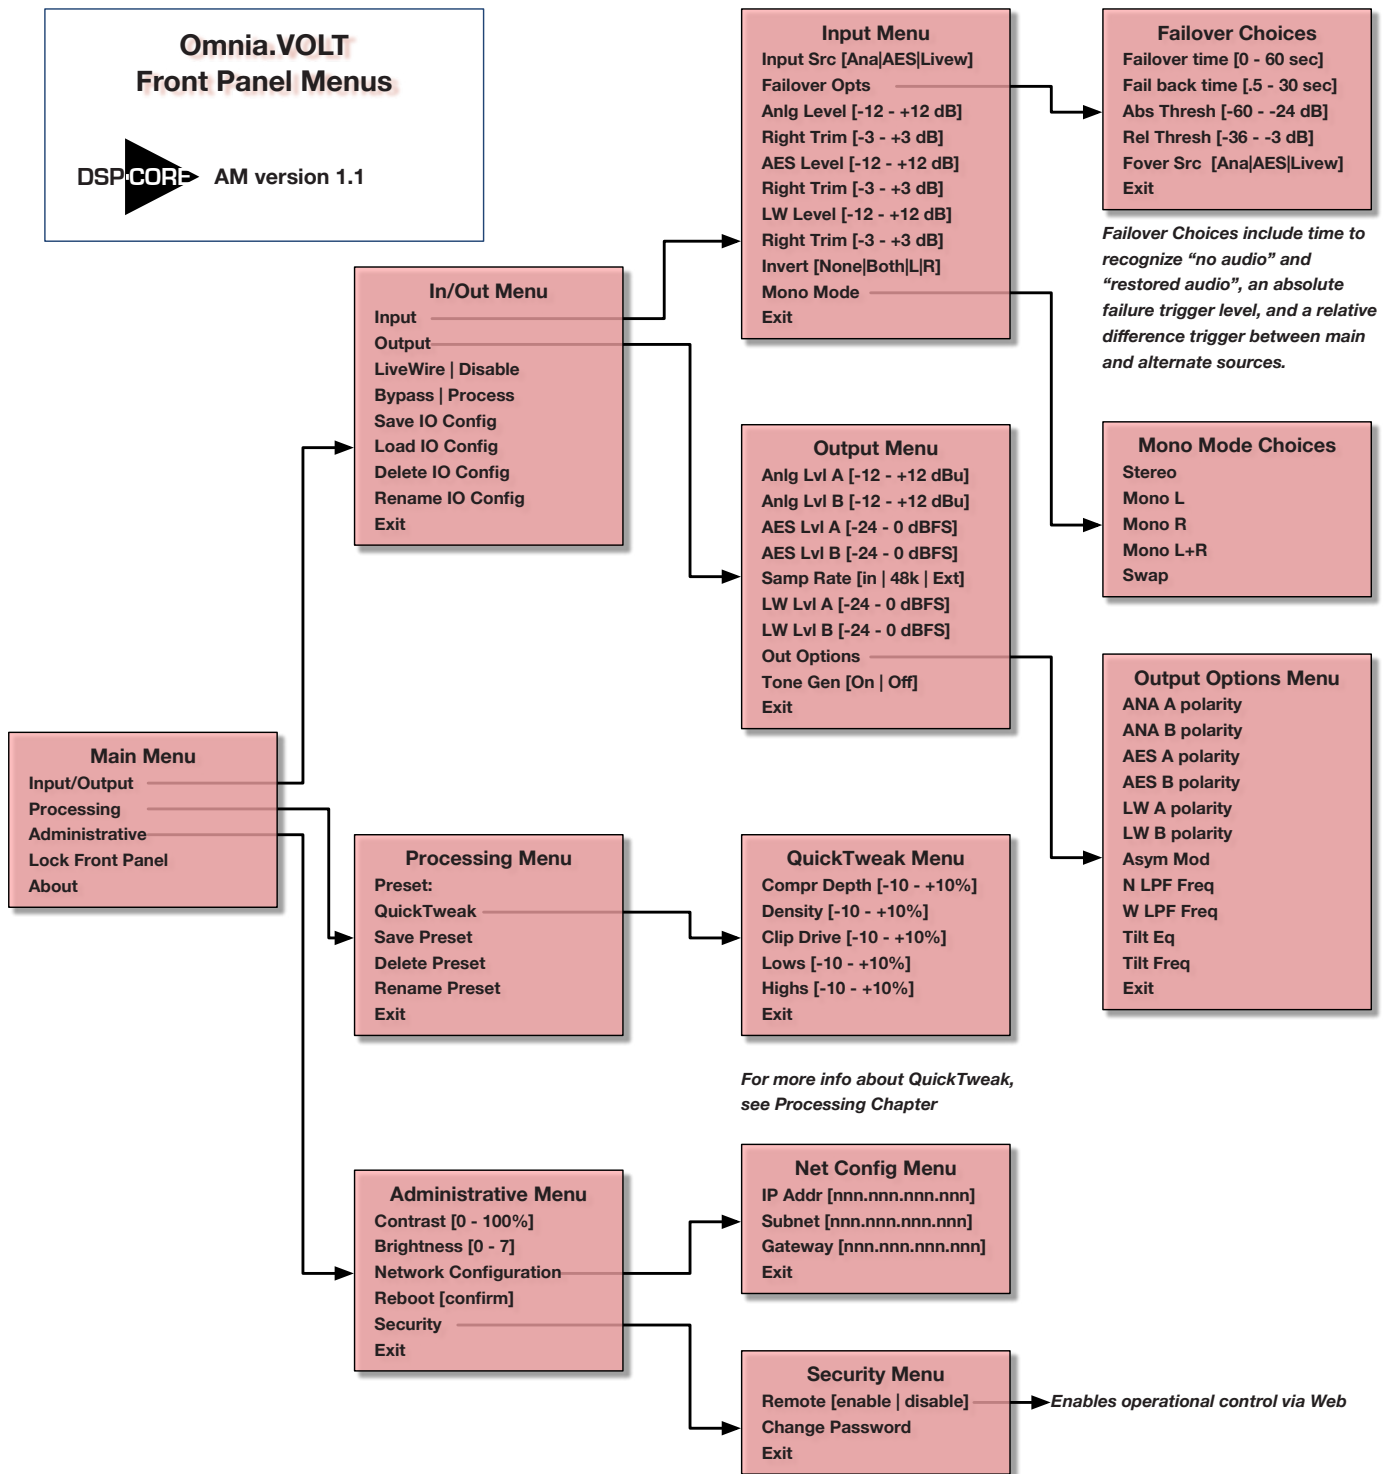 Omnia.VOLT
Front Panel Menus
DSP-CORE
AM version 1.1
Main Menu
Input/Output
Processing
Administrative
Lock Front Panel
About
In/Out Menu
Input
Output
LiveWire | Disable
Bypass | Process
Save IO Config
Load IO Config
Delete IO Config
Rename IO Config
Exit
Input Menu
Input Src [Ana|AES|Livew]
Failover Opts
Anlg Level [-12 - +12 dB]
Right Trim [-3 - +3 dB]
AES Level [-12 - +12 dB]
Right Trim [-3 - +3 dB]
LW Level [-12 - +12 dB]
Right Trim [-3 - +3 dB]
Invert [None|Both|L|R]
Mono Mode
Exit
Failover Choices
Failover time [0 - 60 sec]
Fail back time [.5 - 30 sec]
Abs Thresh [-60 - -24 dB]
Rel Thresh [-36 - -3 dB]
Fover Src [Ana|AES|Livew]
Exit
Failover Choices include time to
recognize “no audio” and
“restored audio”, an absolute
failure trigger level, and a relative
difference trigger between main
and alternate sources.
Mono Mode Choices
Stereo
Mono L
Mono R
Mono L+R
Swap
Output Menu
Anlg Lvl A [-12 - +12 dBu]
Anlg Lvl B [-12 - +12 dBu]
AES Lvl A [-24 - 0 dBFS]
AES Lvl B [-24 - 0 dBFS]
Samp Rate [in | 48k | Ext]
LW Lvl A [-24 - 0 dBFS]
LW Lvl B [-24 - 0 dBFS]
Out Options
Tone Gen [On | Off]
Exit
Output Options Menu
ANA A polarity
ANA B polarity
AES A polarity
AES B polarity
LW A polarity
LW B polarity
Asym Mod
N LPF Freq
W LPF Freq
Tilt Eq
Tilt Freq
Exit
Processing Menu
Preset:
QuickTweak
Save Preset
Delete Preset
Rename Preset
Exit
QuickTweak Menu
Compr Depth [-10 - +10%]
Density [-10 - +10%]
Clip Drive [-10 - +10%]
Lows [-10 - +10%]
Highs [-10 - +10%]
Exit
For more info about QuickTweak,
see Processing Chapter
Administrative Menu
Contrast [0 - 100%]
Brightness [0 - 7]
Network Configuration
Reboot [confirm]
Security
Exit
Net Config Menu
IP Addr [nnn.nnn.nnn.nnn]
Subnet [nnn.nnn.nnn.nnn]
Gateway [nnn.nnn.nnn.nnn]
Exit
Security Menu
Remote [enable | disable]
Change Password
Exit
Enables operational control via Web